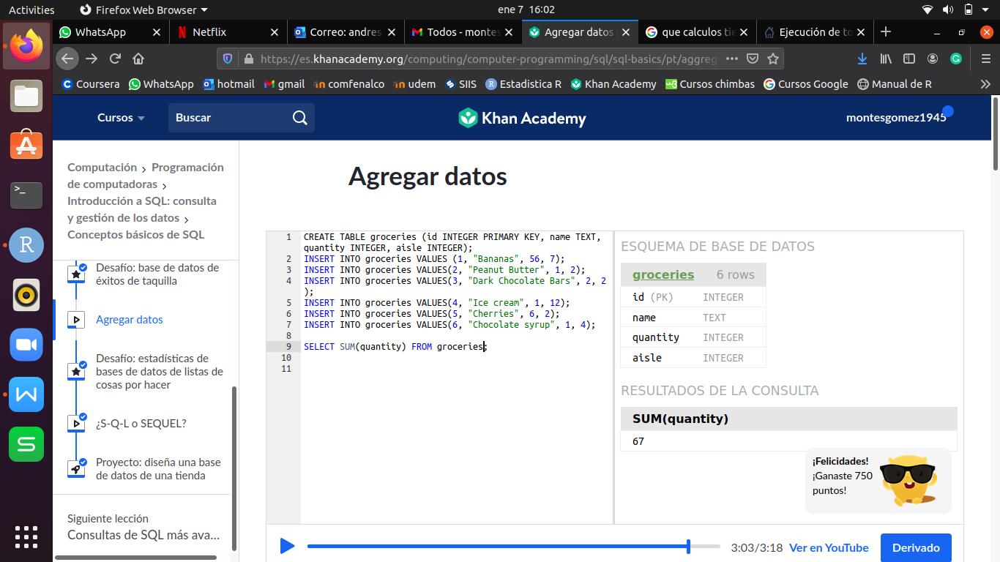 Activities
Firefox Web Browser
ene 7 16:02
WhatsApp
Netflix
Correo: andres
Todos - montes
Agregar datos |
que calculos tie
Ejecución de to
https://es.khanacademy.org/computing/computer-programming/sql/sql-basics/pt/aggreg
Coursera
WhatsApp
hotmail
gmail
comfenalco
udem
SIIS
Estadistica R
Khan Academy
Cursos chimbas
Cursos Google
Manual de R
Cursos
Buscar
Khan Academy
montesgomez1945
Computación > Programación
de computadoras >
Introducción a SQL: consulta
y gestión de los datos >
Conceptos básicos de SQL
Desafío: base de datos de
éxitos de taquilla
Agregar datos
Desafío: estadísticas de
bases de datos de listas de
cosas por hacer
¿S-Q-L o SEQUEL?
Proyecto: diseña una base
de datos de una tienda
Siguiente lección
Consultas de SQL más ava...
Agregar datos
1 CREATE TABLE groceries (id INTEGER PRIMARY KEY, name TEXT,
quantity INTEGER, aisle INTEGER);
2 INSERT INTO groceries VALUES (1, "Bananas", 56, 7);
3 INSERT INTO groceries VALUES(2, "Peanut Butter", 1, 2);
4 INSERT INTO groceries VALUES(3, "Dark Chocolate Bars", 2, 2
);
5 INSERT INTO groceries VALUES(4, "Ice cream", 1, 12);
6 INSERT INTO groceries VALUES(5, "Cherries", 6, 2);
7 INSERT INTO groceries VALUES(6, "Chocolate syrup", 1, 4);
8
9 SELECT SUM(quantity) FROM groceries;
10
11
ESQUEMA DE BASE DE DATOS
groceries 6 rows
id (PK) INTEGER
name TEXT
quantity INTEGER
aisle INTEGER
RESULTADOS DE LA CONSULTA
SUM(quantity)
67
¡Felicidades!
¡Ganaste 750
puntos!
3:03/3:18
Ver en YouTube
Derivado